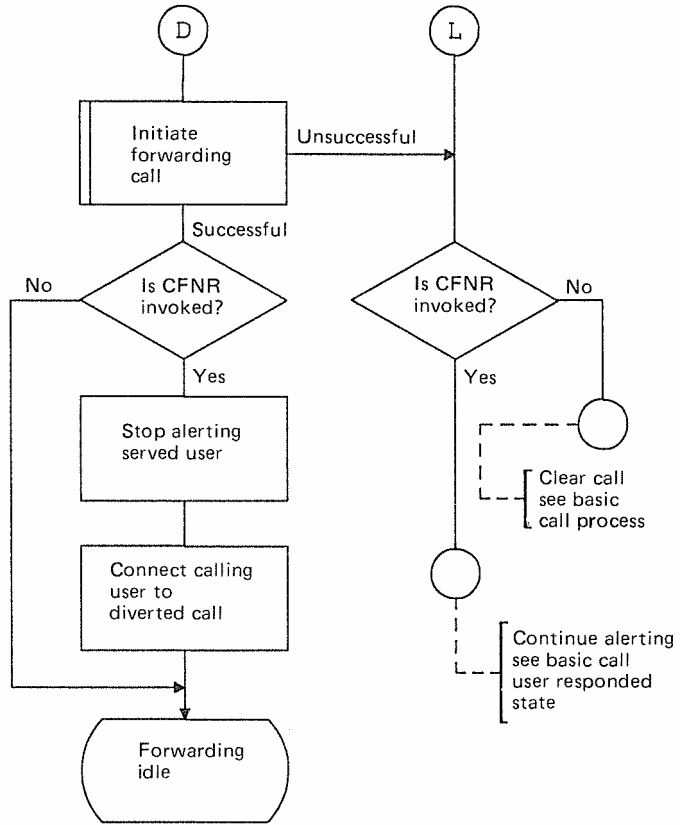 D
L
Initiate
forwarding
call
Unsuccessful
Successful
Is CFNR
invoked?
No
Yes
Is CFNR
invoked?
No
Yes
Stop alerting
served user
Clear call
see basic
call process
Connect calling
user to
diverted call
Continue alerting
see basic call
user responded
state
Forwarding
idle